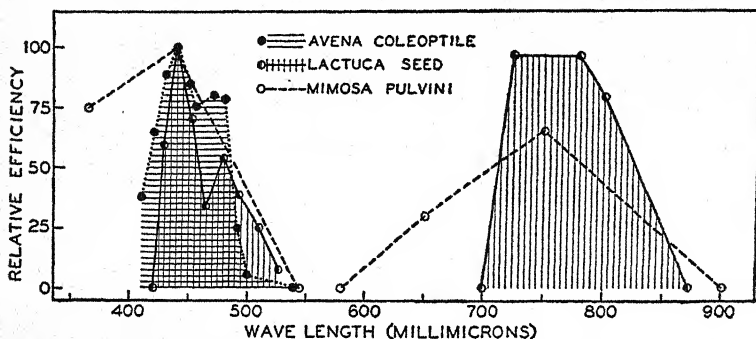 AVENA COLEOPTILE
LACTUCA SEED
MIMOSA PULVINI
RELATIVE EFFICIENCY
100
75
50
25
0
400
500
600
700
800
900
WAVE LENGTH (MILLIMICRONS)